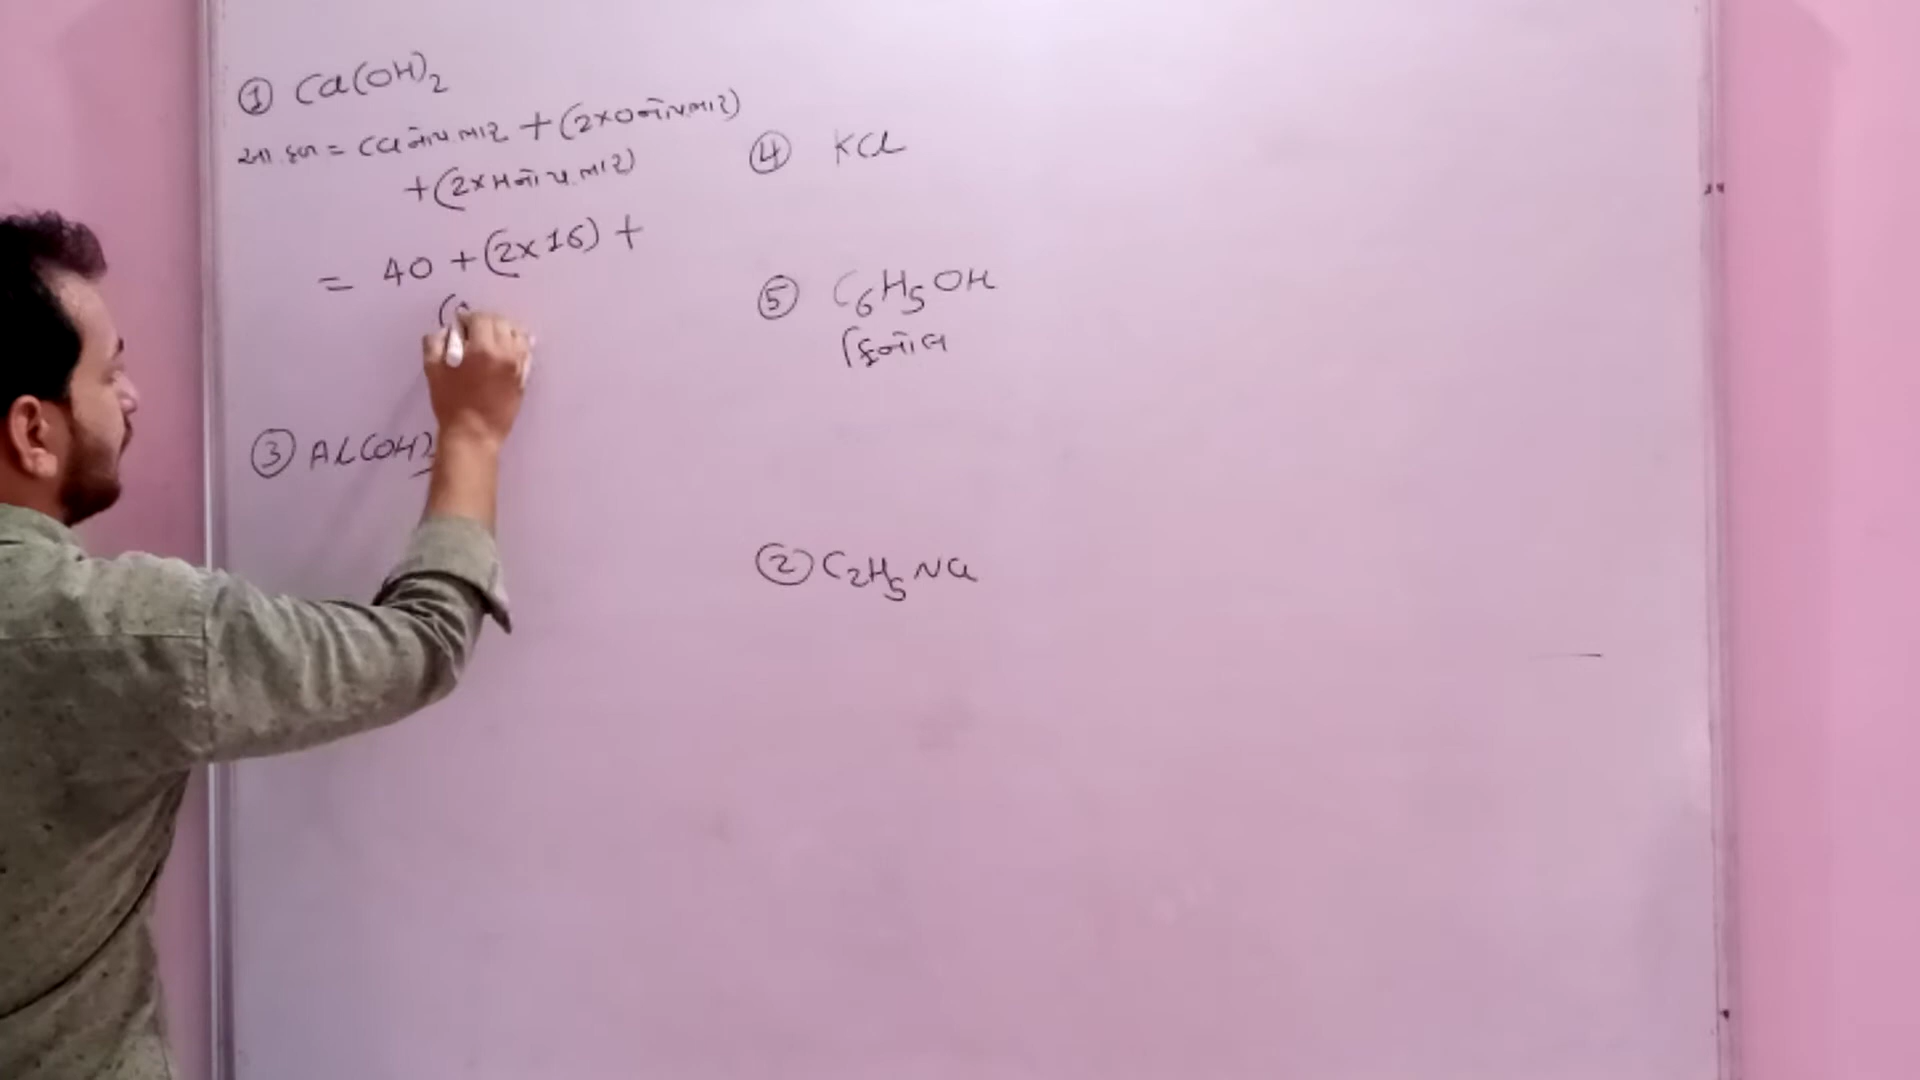 ① Ca(OH)₂
આ.દળ = Ca નો પ.ભાર + (2×O નો પ.ભાર)
+ (2×H નો પ.ભાર)
= 40 + (2×16) +
(
③ Al(OH)
④ KCl
⑤ C₆H₅OH
ફિનોલ
② C₂H₅Na